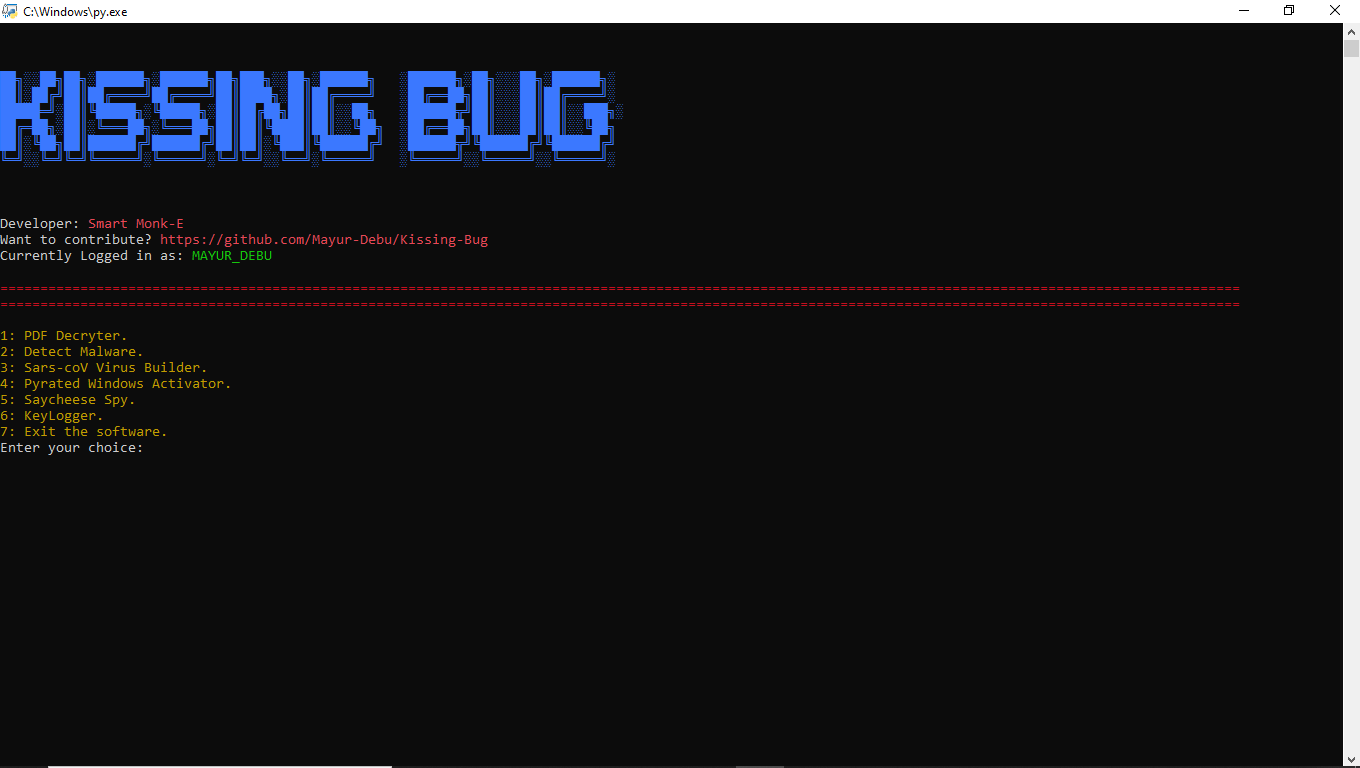 C:\Windows\py.exe
KISSING BUG
Developer: Smart Monk-E
Want to contribute? https://github.com/Mayur-Debu/Kissing-Bug
Currently Logged in as: MAYUR_DEBU
1: PDF Decryter.
2: Detect Malware.
3: Sars-coV Virus Builder.
4: Pyrated Windows Activator.
5: Saycheese Spy.
6: KeyLogger.
7: Exit the software.
Enter your choice: